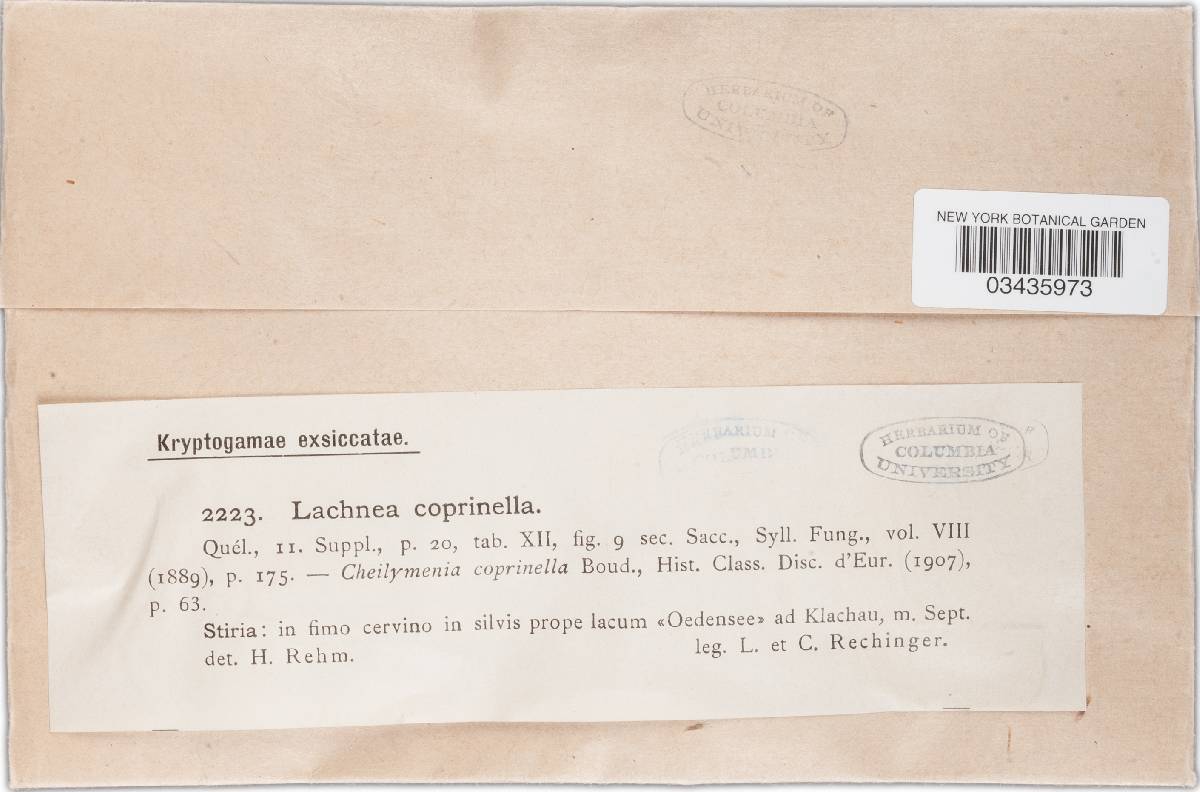 HERBARIUM OF
COLUMBIA
UNIVERSITY
NEW YORK BOTANICAL GARDEN
03435973
Kryptogamae exsiccatae.
HERBARIUM OF
COLUMBIA
UNIVERSITY
2223. Lachnea coprinella.
Quél., 11. Suppl., p. 20, tab. XII, fig. 9 sec. Sacc., Syll. Fung., vol. VIII
(1889), p. 175. — Cheilymenia coprinella Boud., Hist. Class. Disc. d'Eur. (1907),
p. 63.
Stiria: in fimo cervino in silvis prope lacum «Oedensee» ad Klachau, m. Sept.
det. H. Rehm. leg. L. et C. Rechinger.